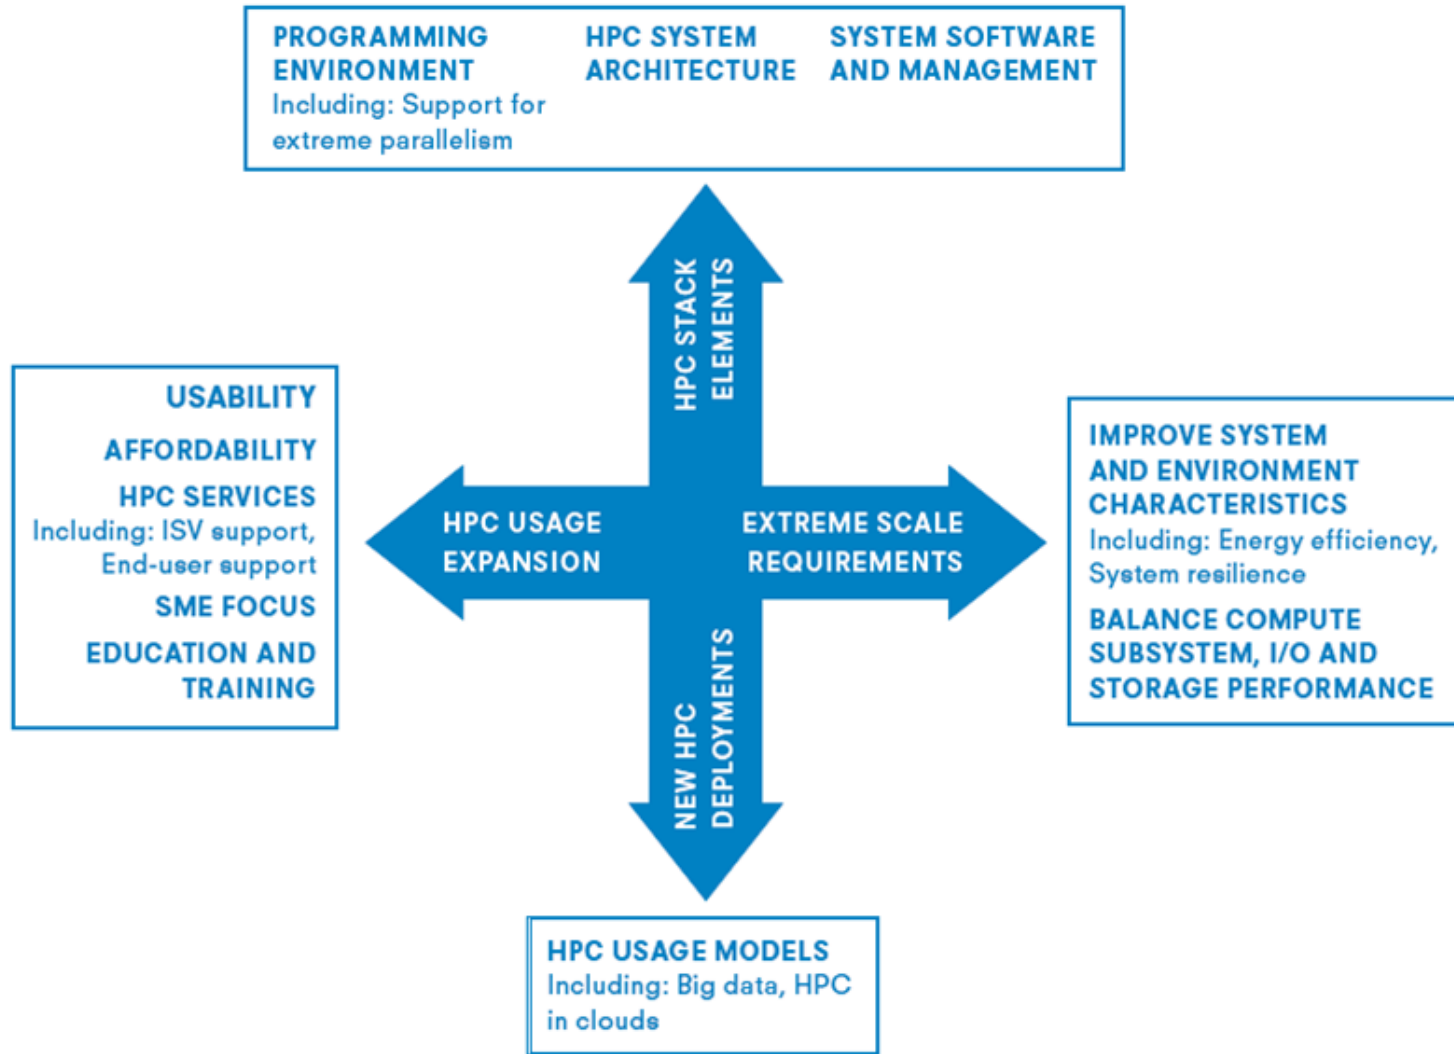 PROGRAMMING
ENVIRONMENT
Including: Support for
extreme parallelism
HPC SYSTEM
ARCHITECTURE
SYSTEM SOFTWARE
AND MANAGEMENT
HPC STACK
ELEMENTS
USABILITY
AFFORDABILITY
HPC SERVICES
Including: ISV support,
End-user support
SME FOCUS
EDUCATION AND
TRAINING
HPC USAGE
EXPANSION
EXTREME SCALE
REQUIREMENTS
IMPROVE SYSTEM
AND ENVIRONMENT
CHARACTERISTICS
Including: Energy efficiency,
System resilience
BALANCE COMPUTE
SUBSYSTEM, I/O AND
STORAGE PERFORMANCE
NEW HPC
DEPLOYMENTS
HPC USAGE MODELS
Including: Big data, HPC
in clouds